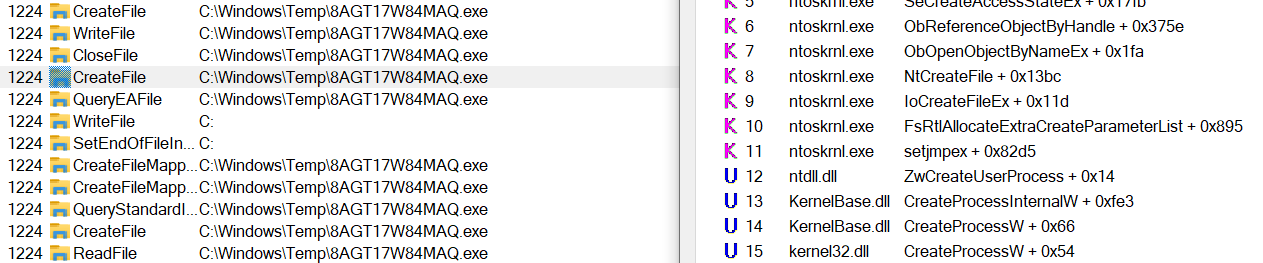 1224 CreateFile C:\Windows\Temp\8AGT17W84MAQ.exe
1224 WriteFile C:\Windows\Temp\8AGT17W84MAQ.exe
1224 CloseFile C:\Windows\Temp\8AGT17W84MAQ.exe
1224 CreateFile C:\Windows\Temp\8AGT17W84MAQ.exe
1224 QueryEAFile C:\Windows\Temp\8AGT17W84MAQ.exe
1224 WriteFile C:
1224 SetEndOfFileIn... C:
1224 CreateFileMapp... C:\Windows\Temp\8AGT17W84MAQ.exe
1224 CreateFileMapp... C:\Windows\Temp\8AGT17W84MAQ.exe
1224 QueryStandardI... C:\Windows\Temp\8AGT17W84MAQ.exe
1224 CreateFile C:\Windows\Temp\8AGT17W84MAQ.exe
1224 ReadFile C:\Windows\Temp\8AGT17W84MAQ.exe
K 5 ntoskrnl.exe SeCreateAccessStateEx + 0x17fb
K 6 ntoskrnl.exe ObReferenceObjectByHandle + 0x375e
K 7 ntoskrnl.exe ObOpenObjectByNameEx + 0x1fa
K 8 ntoskrnl.exe NtCreateFile + 0x13bc
K 9 ntoskrnl.exe IoCreateFileEx + 0x11d
K 10 ntoskrnl.exe FsRtlAllocateExtraCreateParameterList + 0x895
K 11 ntoskrnl.exe setjmpex + 0x82d5
U 12 ntdll.dll ZwCreateUserProcess + 0x14
U 13 KernelBase.dll CreateProcessInternalW + 0xfe3
U 14 KernelBase.dll CreateProcessW + 0x66
U 15 kernel32.dll CreateProcessW + 0x54